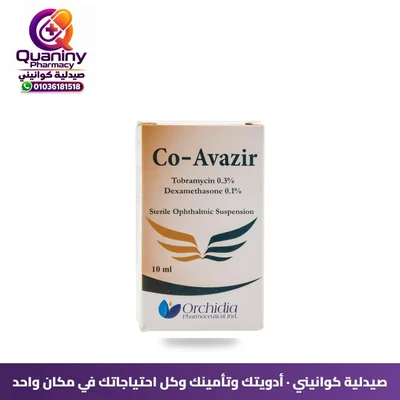 Quaniny
Pharmacy
صيدلية كوانيني
01036181518
Co-Avazir
Tobramycin 0.3%
Dexamethasone 0.1%
Sterile Ophthalmic Suspension
10 ml
Orchidia
Pharmaceutical Ind.
صيدلية كوانيني · أدويتك وتأمينك وكل احتياجاتك في مكان واحد